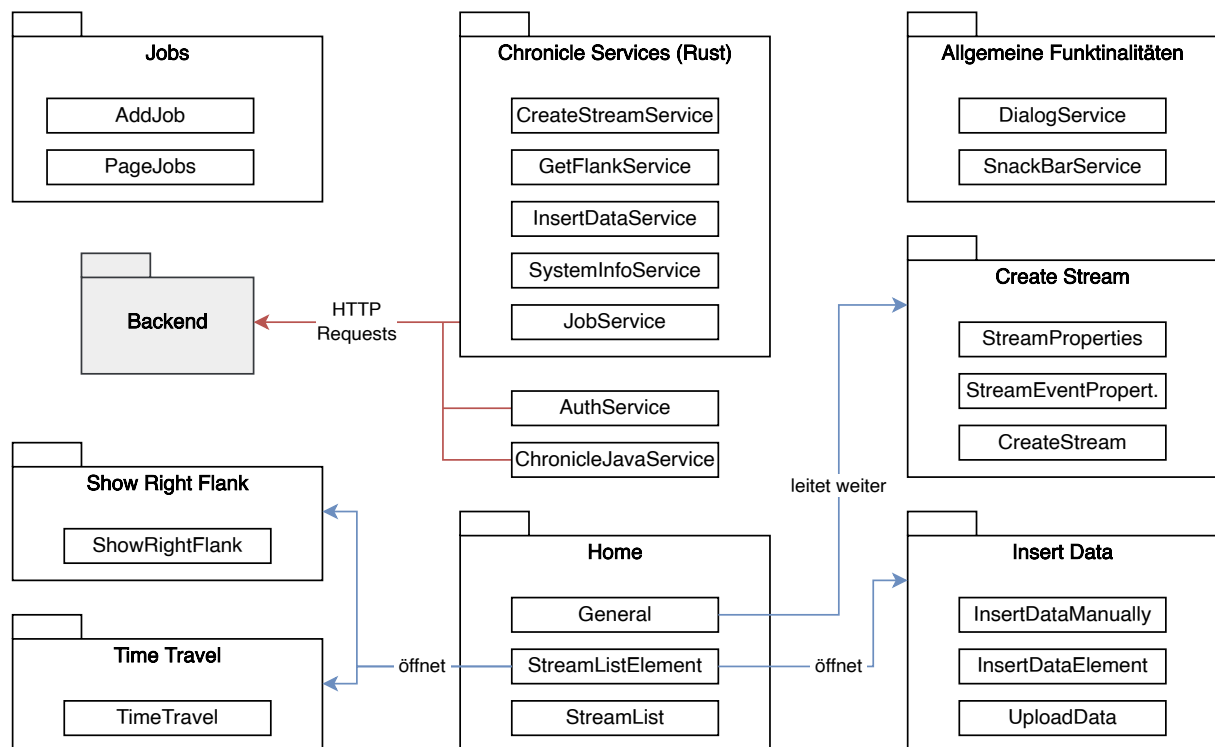 Jobs
AddJob
PageJobs
Chronicle Services (Rust)
CreateStreamService
GetFlankService
InsertDataService
SystemInfoService
JobService
Allgemeine Funktinalitäten
DialogService
SnackBarService
Backend
HTTP
Requests
AuthService
ChronicleJavaService
Create Stream
StreamProperties
StreamEventPropert.
CreateStream
leitet weiter
Show Right Flank
ShowRightFlank
Time Travel
TimeTravel
öffnet
Home
General
StreamListElement
StreamList
öffnet
Insert Data
InsertDataManually
InsertDataElement
UploadData